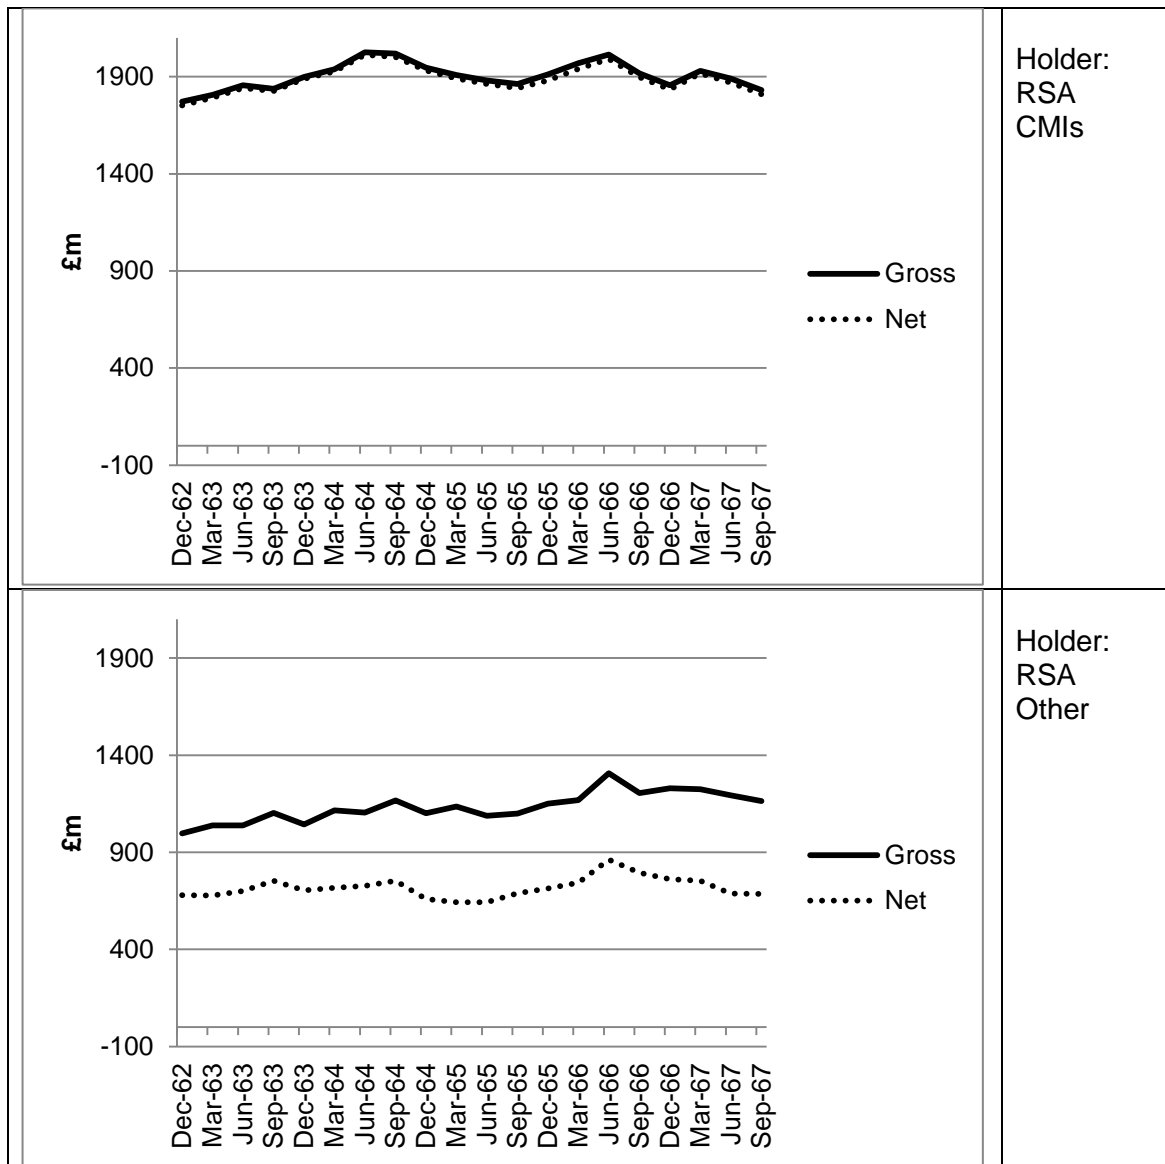 1900
1400
900
400
-100
£m
Gross
Net
Dec-62
Mar-63
Jun-63
Sep-63
Dec-63
Mar-64
Jun-64
Sep-64
Dec-64
Mar-65
Jun-65
Sep-65
Dec-65
Mar-66
Jun-66
Sep-66
Dec-66
Mar-67
Jun-67
Sep-67
Holder:
RSA
CMIs
1900
1400
900
400
-100
£m
Gross
Net
Dec-62
Mar-63
Jun-63
Sep-63
Dec-63
Mar-64
Jun-64
Sep-64
Dec-64
Mar-65
Jun-65
Sep-65
Dec-65
Mar-66
Jun-66
Sep-66
Dec-66
Mar-67
Jun-67
Sep-67
Holder:
RSA
Other